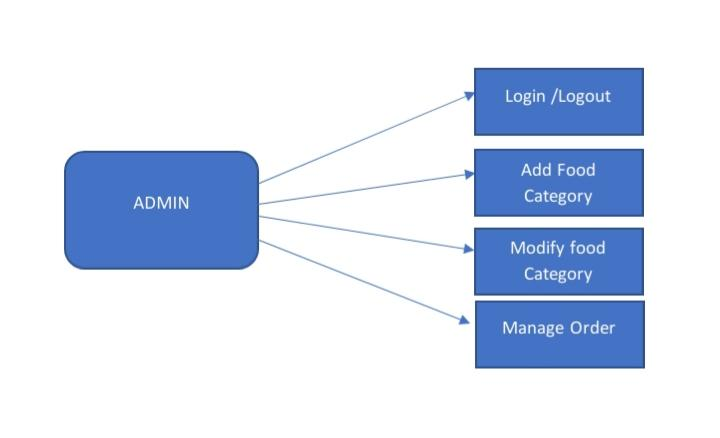 ADMIN
Login /Logout
Add Food
Category
Modify food
Category
Manage Order